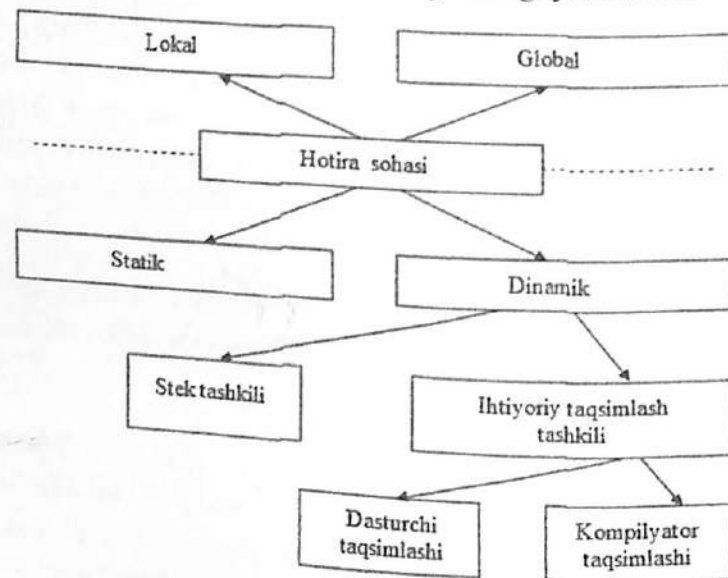 Lokal
Global
Hotira sohasi
Statik
Dinamik
Stek tashkili
Ihtiyoriy taqsimlash
tashkili
Dasturchi
taqsimlashi
Kompilyator
taqsimlashi